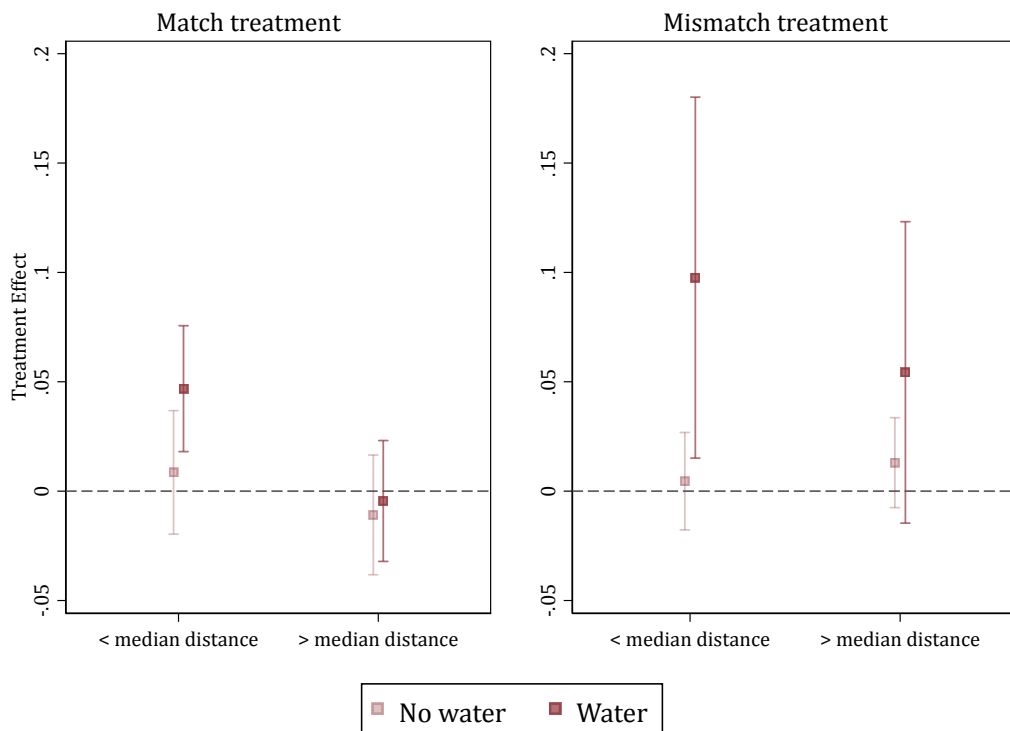 Match treatment
Mismatch treatment
Treatment Effect
.2
.15
.1
.05
0
-.05
< median distance
> median distance
.2
.15
.1
.05
0
-.05
< median distance
> median distance
No water
Water